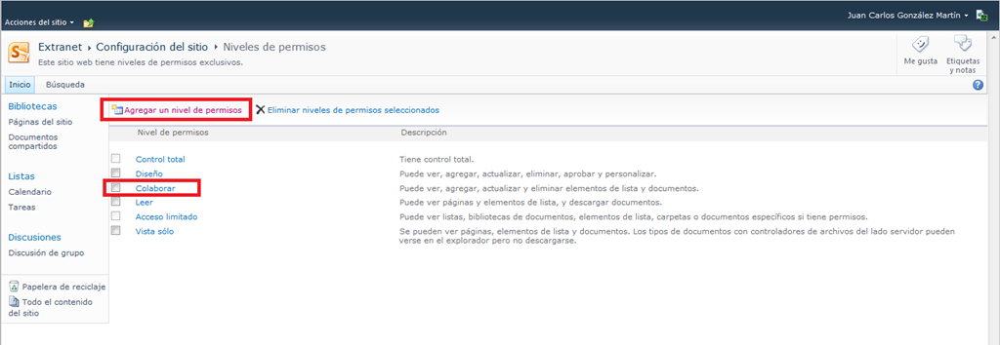 Acciones del sitio
Juan Carlos González Martín
Extranet Configuración del sitio Niveles de permisos
Este sitio web tiene niveles de permisos exclusivos.
Me gusta
Etiquetas
y notas
Inicio Búsqueda
Bibliotecas
Páginas del sitio
Documentos
compartidos
Listas
Calendario
Tareas
Discusiones
Discusión de grupo
Papelera de reciclaje
Todo el contenido
del sitio
Agregar un nivel de permisos Eliminar niveles de permisos seleccionados
Nivel de permisos Descripción
Control total Tiene control total.
Diseño Puede ver, agregar, actualizar, eliminar, aprobar y personalizar.
Colaborar Puede ver, agregar, actualizar y eliminar elementos de lista y documentos.
Leer Puede ver páginas y elementos de lista, y descargar documentos.
Acceso limitado Puede ver listas, bibliotecas de documentos, elementos de lista, carpetas o documentos específicos si tiene permisos.
Vista sólo Se pueden ver páginas, elementos de lista y documentos. Los tipos de documentos con controladores de archivos del lado servidor pueden
verse en el explorador pero no descargarse.